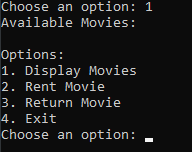 Choose an option: 1
Available Movies:
Options:
1. Display Movies
2. Rent Movie
3. Return Movie
4. Exit
Choose an option: